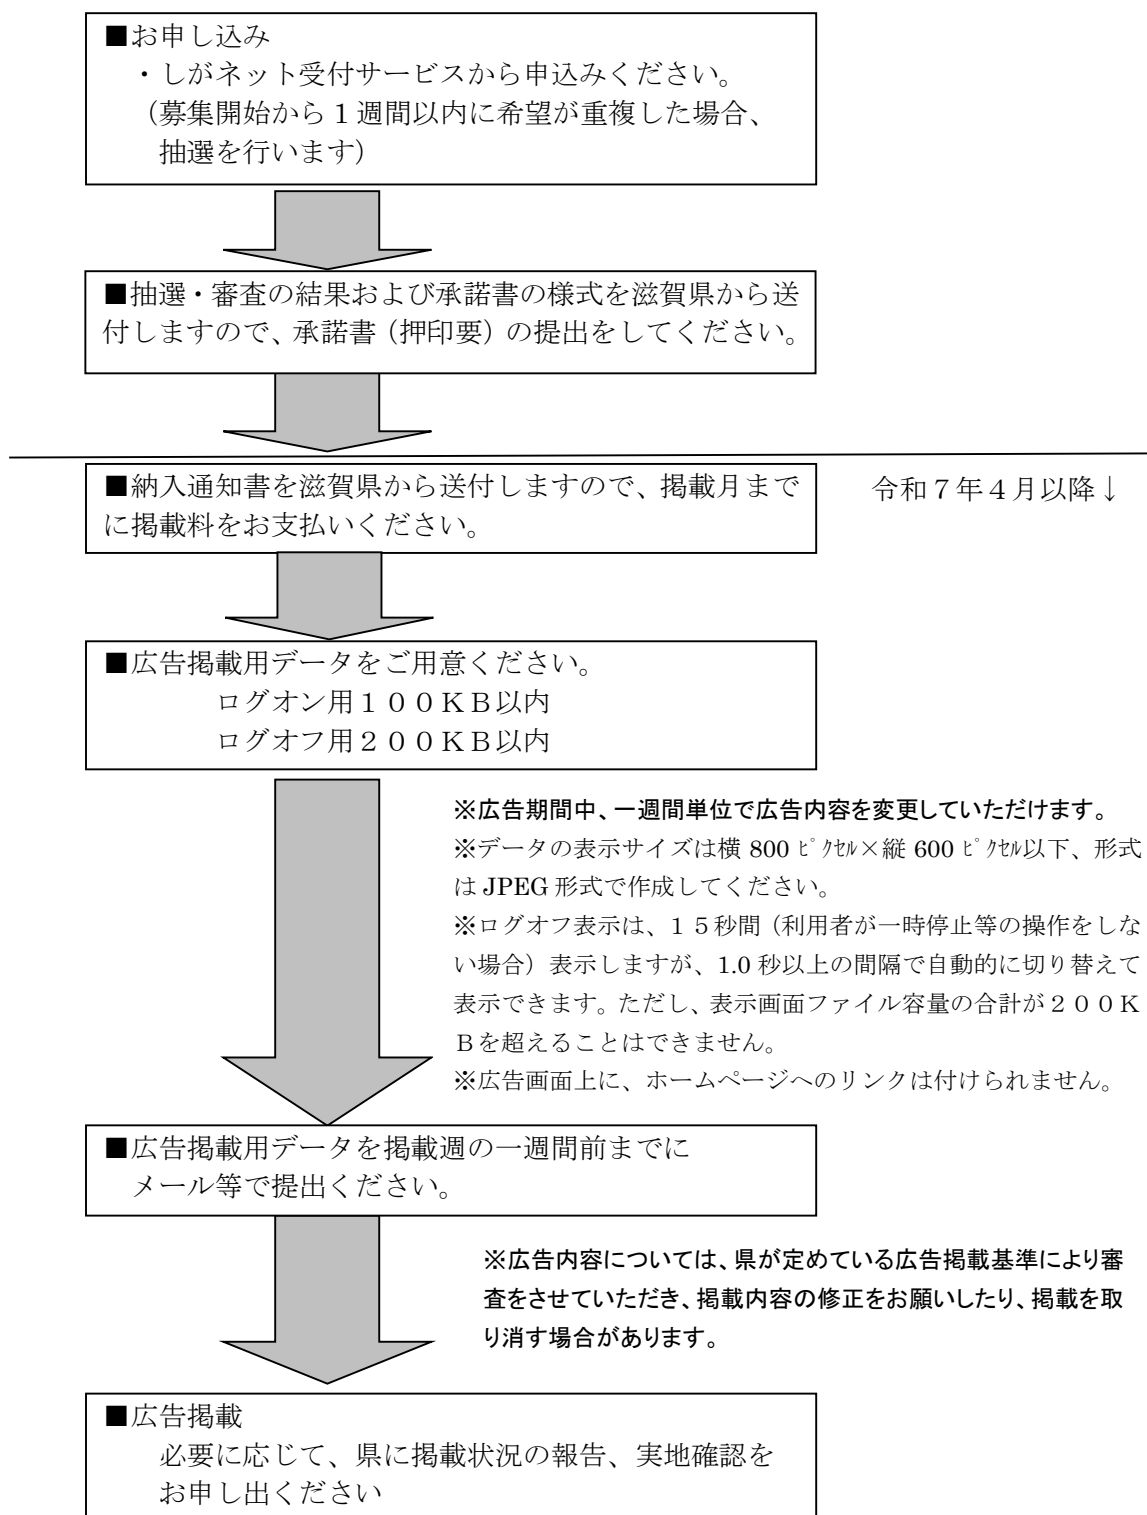 ■お申し込み
・しがネット受付サービスから申込みください。
（募集開始から 1 週間以内に希望が重複した場合、
抽選を行います）
■抽選・審査の結果および承諾書の様式を滋賀県から送
付しますので、承諾書（押印要）の提出をしてください。
■納入通知書を滋賀県から送付しますので、掲載月まで
に掲載料をお支払いください。
令和７年４月以降↓
■広告掲載用データをご用意ください。
ログオン用１００ＫＢ以内
ログオフ用２００ＫＢ以内
※広告期間中、一週間単位で広告内容を変更していただけます。
※データの表示サイズは横 800 ﾋﾟｸｾﾙ×縦 600 ﾋﾟｸｾﾙ以下、形式
は JPEG 形式で作成してください。
※ログオフ表示は、１５秒間（利用者が一時停止等の操作をしな
い場合）表示しますが、1.0 秒以上の間隔で自動的に切り替えて
表示できます。ただし、表示画面ファイル容量の合計が２００Ｋ
Ｂを超えることはできません。
※広告画面上に、ホームページへのリンクは付けられません。
■広告掲載用データを掲載週の一週間前までに
メール等で提出ください。
※広告内容については、県が定めている広告掲載基準により審
査をさせていただき、掲載内容の修正をお願いしたり、掲載を取
り消す場合があります。
■広告掲載
必要に応じて、県に掲載状況の報告、実地確認を
お申し出ください